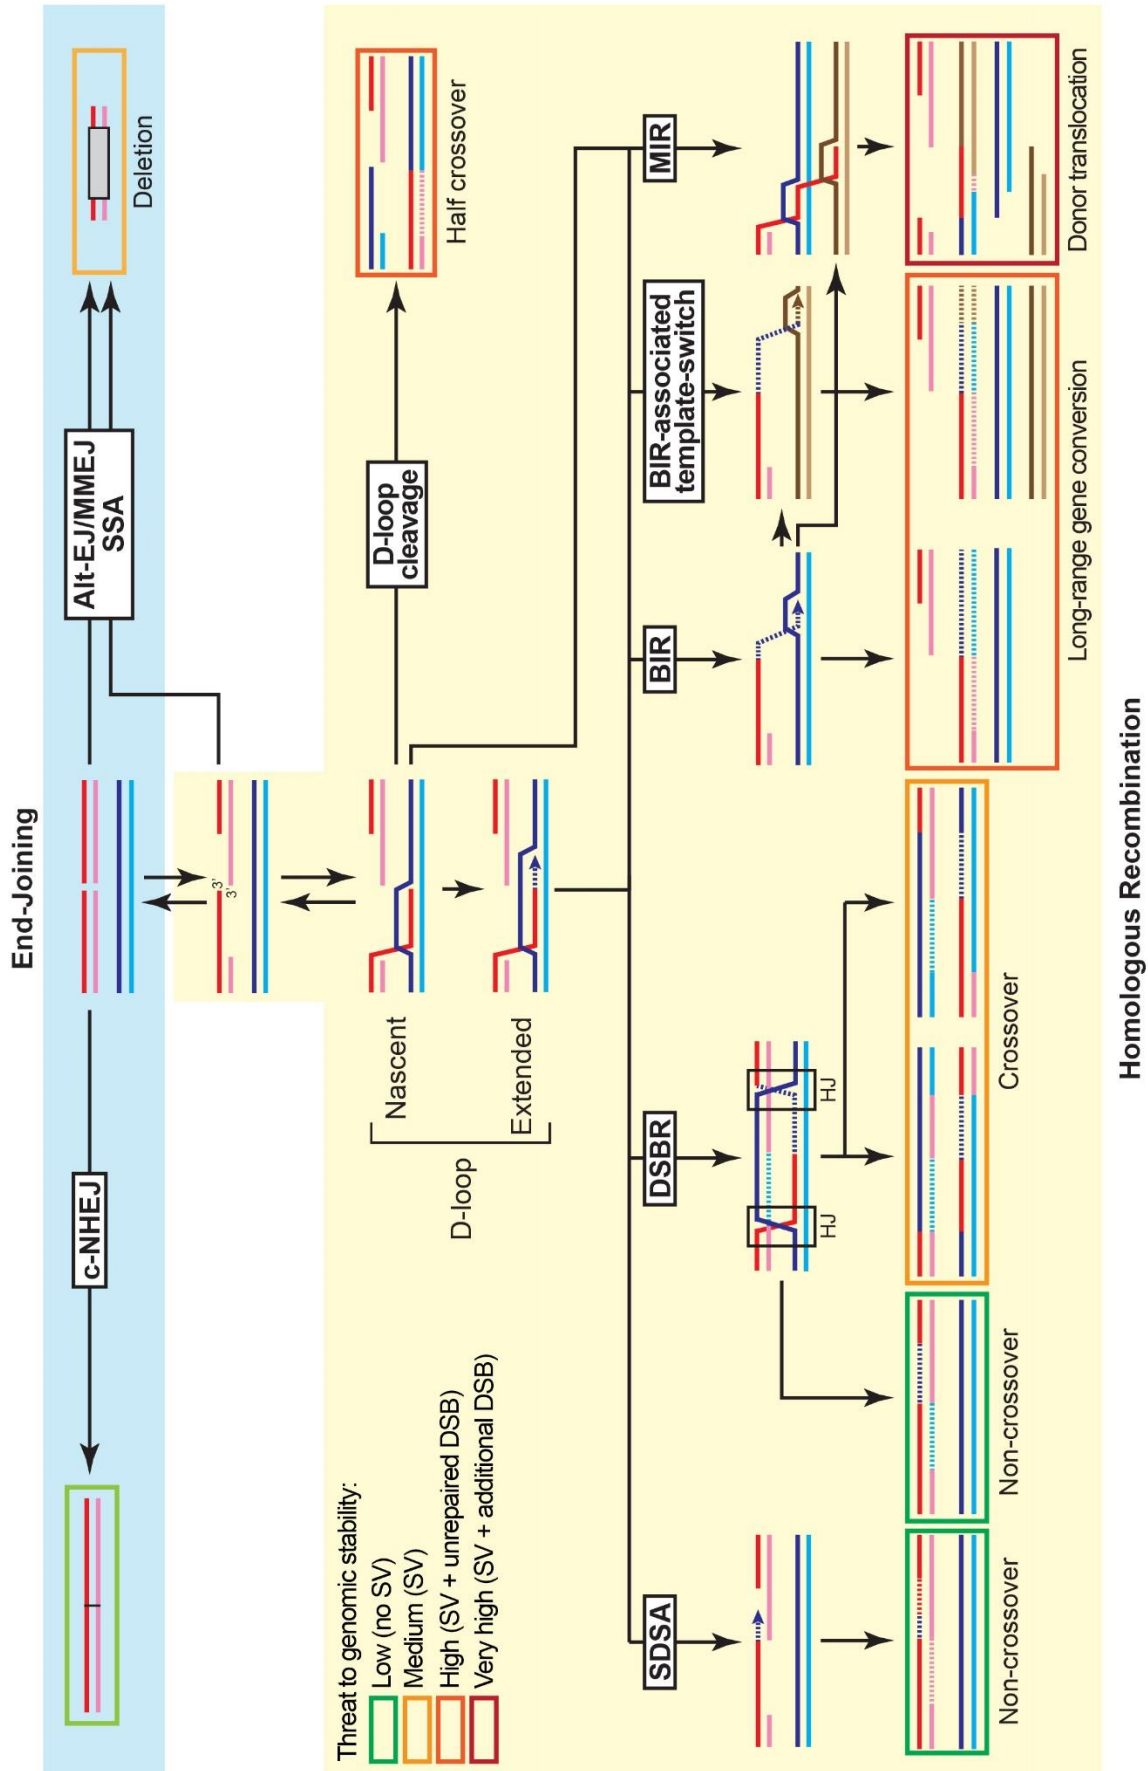 End-Joining
c-NHEJ
Alt-EJ/MMEJ
SSA
Deletion
3'
3'
Threat to genomic stability:
Low (no SV)
Medium (SV)
High (SV + unrepaired DSB)
Very high (SV + additional DSB)
D-loop
Nascent
Extended
D-loop
cleavage
Half crossover
SDSA
DSBR
BIR
BIR-associated
template-switch
MIR
HJ
HJ
Non-crossover
Non-crossover
Crossover
Long-range gene conversion
Donor translocation
Homologous Recombination